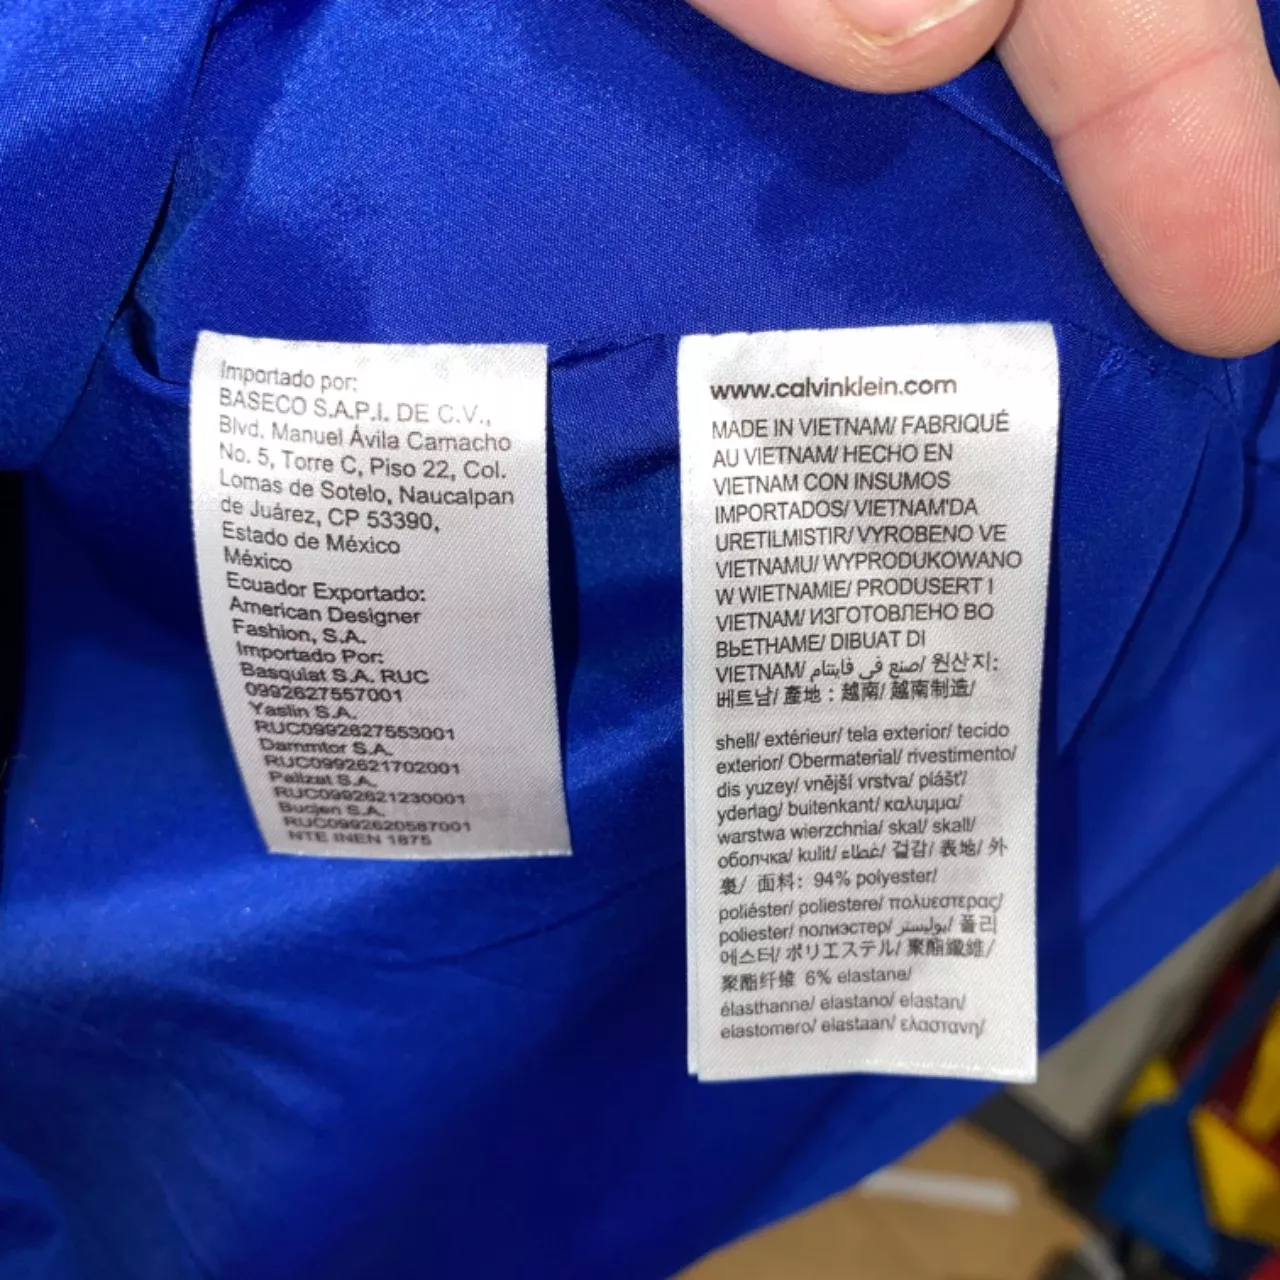 Importado por:
BASECO S.A.P.I. DE C.V.,
Blvd. Manuel Ávila Camacho
No. 5, Torre C, Piso 22, Col.
Lomas de Sotelo, Naucalpan
de Juárez, CP 53390,
Estado de México
México
Ecuador Exportado:
American Designer
Fashion, S.A.
Importado Por:
Basquiat S.A. RUC
0992627557001
Yaslin S.A.
RUC0992627553001
Dammtor S.A.
RUC0992621702001
Palizat S.A.
RUC0992621230001
Bucjen S.A.
RUC0992620587001
NTE INEN 1875
www.calvinklein.com
MADE IN VIETNAM/ FABRIQUÉ
AU VIETNAM/ HECHO EN
VIETNAM CON INSUMOS
IMPORTADOS/ VIETNAM'DA
URETILMISTIR/ VYROBENO VE
VIETNAMU/ WYPRODUKOWANO
W WIETNAMIE/ PRODUSERT I
VIETNAM/ ИЗГОТОВЛЕНО ВО
ВЬЕТНАМЕ/ DIBUAT DI
VIETNAM/ صنع في فايتنام/ 원산지:
베트남/ 產地：越南/ 越南制造/
shell/ extérieur/ tela exterior/ tecido
exterior/ Obermaterial/ rivestimento/
dis yuzey/ vnější vrstva/ plášť/
yderlag/ buitenkant/ καλυμμα/
warstwa wierzchnia/ skal/ skall/
оболчка/ kulit/ غطاء/ 겉감/ 表地/ 外
裏/ 面料：94% polyester/
poliéster/ poliestere/ πολυεστερας/
poliester/ полиэстер/ بوليستر/ 폴리
에스터/ ポリエステル/ 聚酯纖維/
聚酯纤维 6% elastane/
élasthanne/ elastano/ elastan/
elastomero/ elastaan/ ελαστανη/